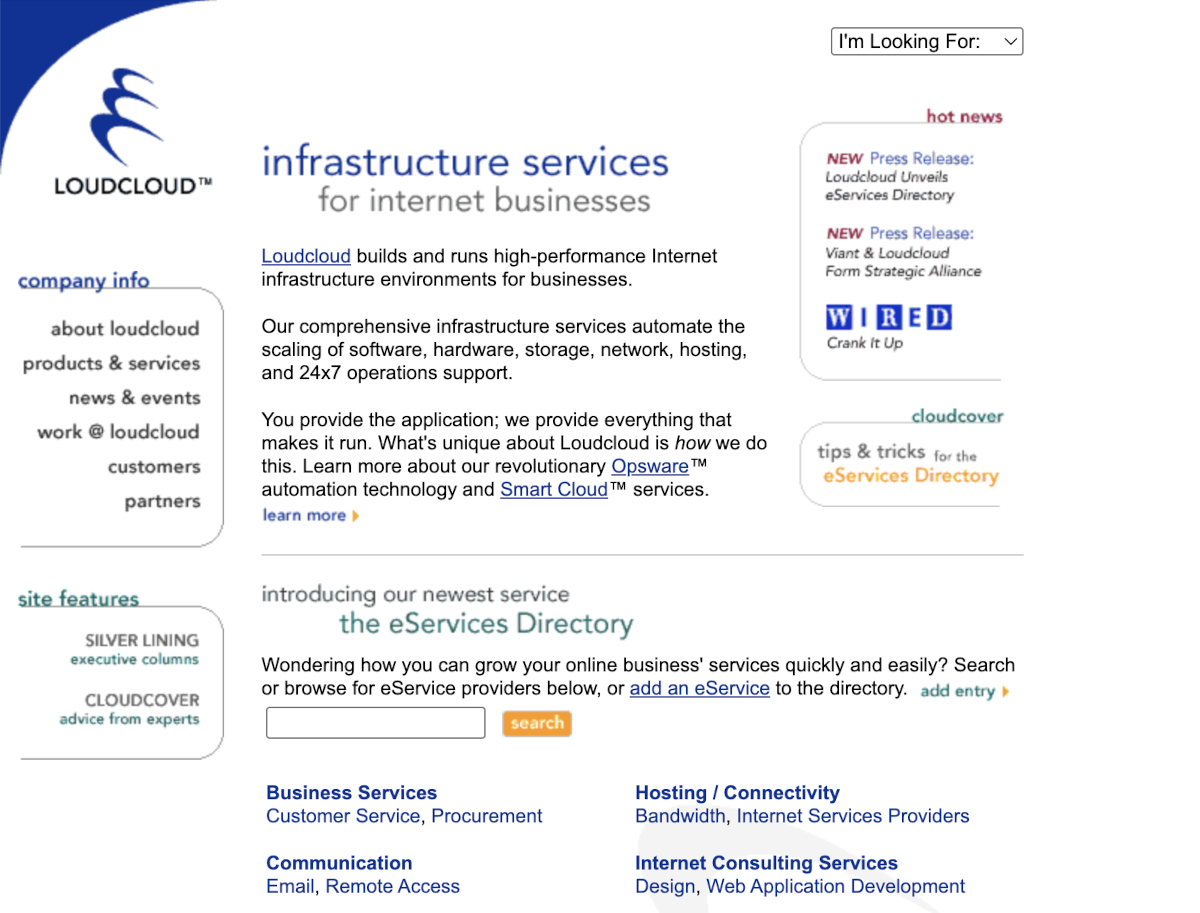 I'm Looking For:
LOUDCLOUD™
company info
about loudcloud
products & services
news & events
work @ loudcloud
customers
partners
site features
SILVER LINING
executive columns
CLOUDCOVER
advice from experts
infrastructure services
for internet businesses
Loudcloud builds and runs high-performance Internet
infrastructure environments for businesses.
Our comprehensive infrastructure services automate the
scaling of software, hardware, storage, network, hosting,
and 24x7 operations support.
You provide the application; we provide everything that
makes it run. What's unique about Loudcloud is how we do
this. Learn more about our revolutionary Opsware™
automation technology and Smart Cloud™ services.
learn more
hot news
NEW Press Release:
Loudcloud Unveils
eServices Directory
NEW Press Release:
Viant & Loudcloud
Form Strategic Alliance
WIRED
Crank It Up
cloudcover
tips & tricks for the
eServices Directory
introducing our newest service
the eServices Directory
Wondering how you can grow your online business' services quickly and easily? Search
or browse for eService providers below, or add an eService to the directory. add entry
search
Business Services
Customer Service, Procurement
Hosting / Connectivity
Bandwidth, Internet Services Providers
Communication
Email, Remote Access
Internet Consulting Services
Design, Web Application Development